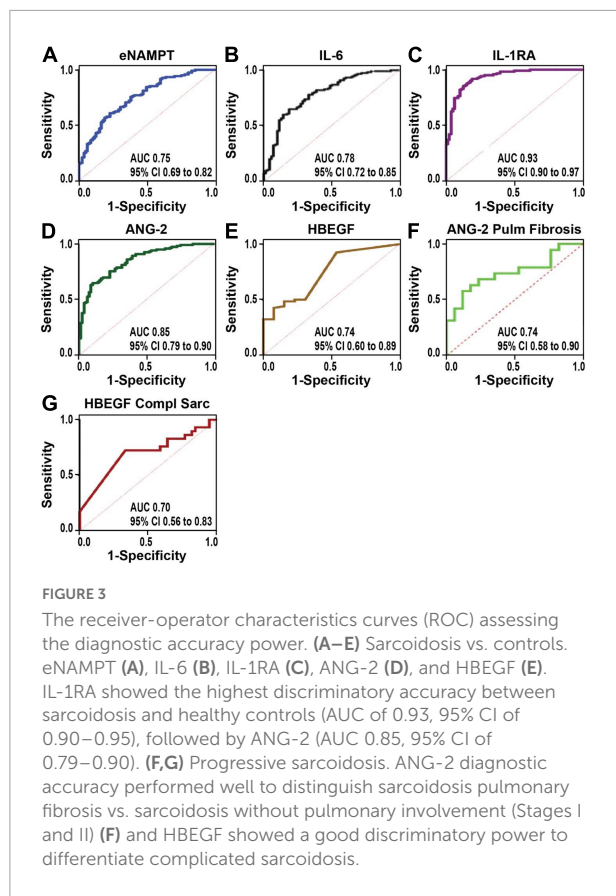 A eNAMPT
1.0
0.5
0.0
Sensitivity
AUC 0.75
95% CI 0.69 to 0.82
0.0 0.5 1.0
1-Specificity
B IL-6
1.0
0.5
0.0
Sensitivity
AUC 0.78
95% CI 0.72 to 0.85
0.0 0.5 1.0
1-Specificity
C IL-1RA
1.0
0.5
0.0
Sensitivity
AUC 0.93
95% CI 0.90 to 0.97
0.0 0.5 1.0
1-Specificity
D ANG-2
1.0
0.5
0.0
Sensitivity
AUC 0.85
95% CI 0.79 to 0.90
0.0 0.5 1.0
1-Specificity
E HBEGF
1.0
0.5
0.0
Sensitivity
AUC 0.74
95% CI 0.60 to 0.89
0.0 0.5 1.0
1-Specificity
F ANG-2 Pulm Fibrosis
1.0
0.5
0.0
Sensitivity
AUC 0.74
95% CI 0.58 to 0.90
0.0 0.5 1.0
1-Specificity
G HBEGF Compl Sarc
1.0
0.5
0.0
Sensitivity
AUC 0.70
95% CI 0.56 to 0.83
0.0 0.5 1.0
1-Specificity
FIGURE 3
The receiver-operator characteristics curves (ROC) assessing
the diagnostic accuracy power. (A–E) Sarcoidosis vs. controls.
eNAMPT (A), IL-6 (B), IL-1RA (C), ANG-2 (D), and HBEGF (E).
IL-1RA showed the highest discriminatory accuracy between
sarcoidosis and healthy controls (AUC of 0.93, 95% CI of
0.90–0.95), followed by ANG-2 (AUC 0.85, 95% CI of
0.79–0.90). (F,G) Progressive sarcoidosis. ANG-2 diagnostic
accuracy performed well to distinguish sarcoidosis pulmonary
fibrosis vs. sarcoidosis without pulmonary involvement (Stages I
and II) (F) and HBEGF showed a good discriminatory power to
differentiate complicated sarcoidosis.